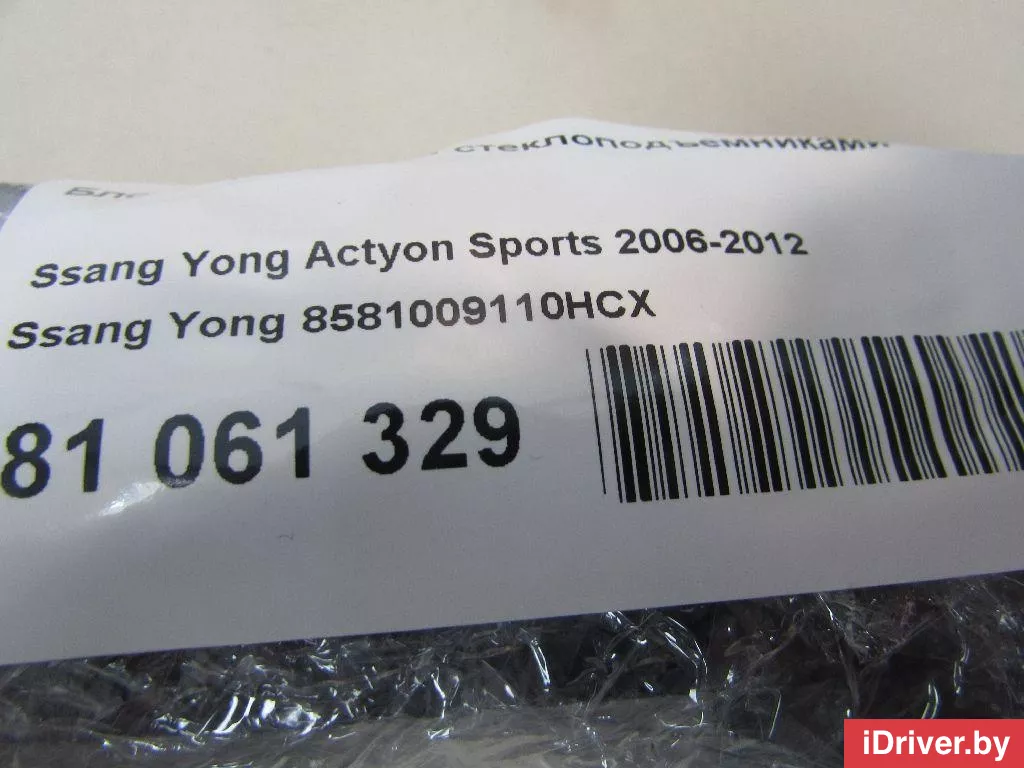 стеклоподъемниками
Ssang Yong Actyon Sports 2006-2012
Ssang Yong 8581009110HCX
81 061 329
iDriver.by